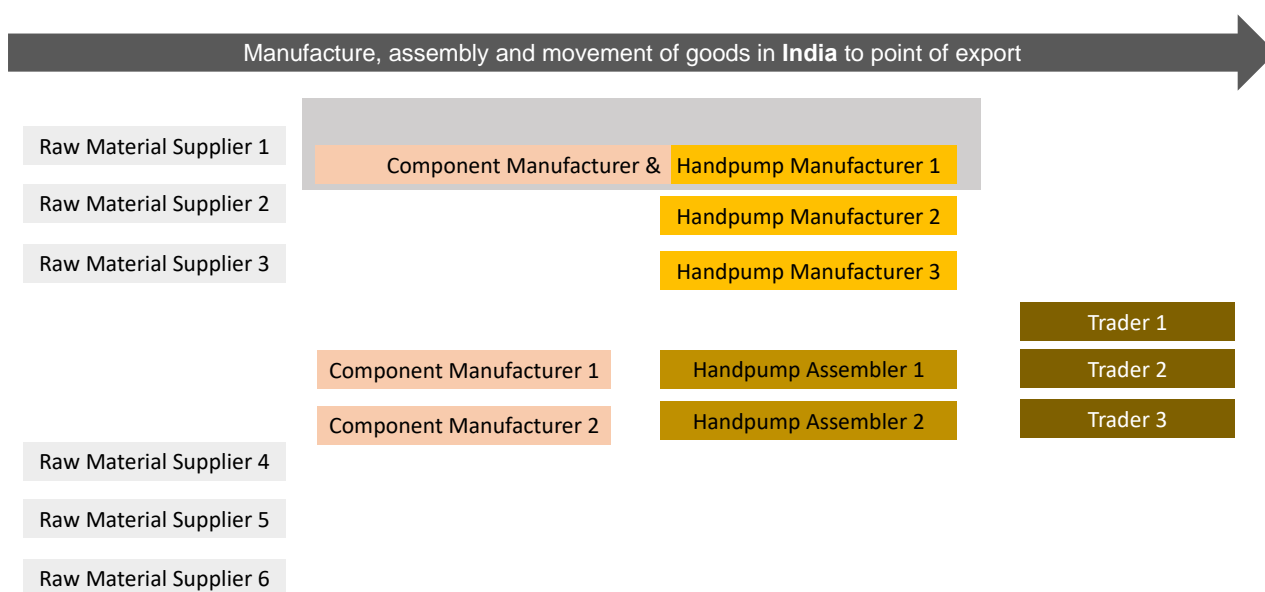 Manufacture, assembly and movement of goods in India to point of export
Raw Material Supplier 1
Component Manufacturer & Handpump Manufacturer 1
Raw Material Supplier 2
Handpump Manufacturer 2
Raw Material Supplier 3
Handpump Manufacturer 3
Trader 1
Component Manufacturer 1
Handpump Assembler 1
Trader 2
Component Manufacturer 2
Handpump Assembler 2
Trader 3
Raw Material Supplier 4
Raw Material Supplier 5
Raw Material Supplier 6